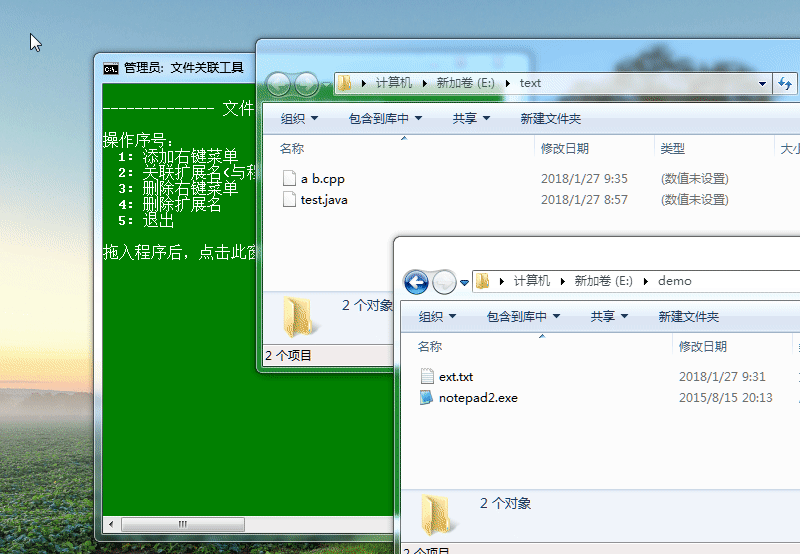 管理员: 文件关联工具
-------------- 文件
操作序号:
1: 添加右键菜单
2: 关联扩展名(与程
3: 删除右键菜单
4: 删除扩展名
5: 退出
拖入程序后，点击此窗
计算机 新加卷 (E:) text
组织 包含到库中 共享 新建文件夹
名称 修改日期 类型 大小
a b.cpp 2018/1/27 9:35 (数值未设置)
test.java 2018/1/27 8:57 (数值未设置)
2 个对象
2 个项目
计算机 新加卷 (E:) demo
组织 包含到库中 共享 新建文件夹
名称 修改日期
ext.txt 2018/1/27 9:31
notepad2.exe 2015/8/15 20:13
2 个对象
2 个项目